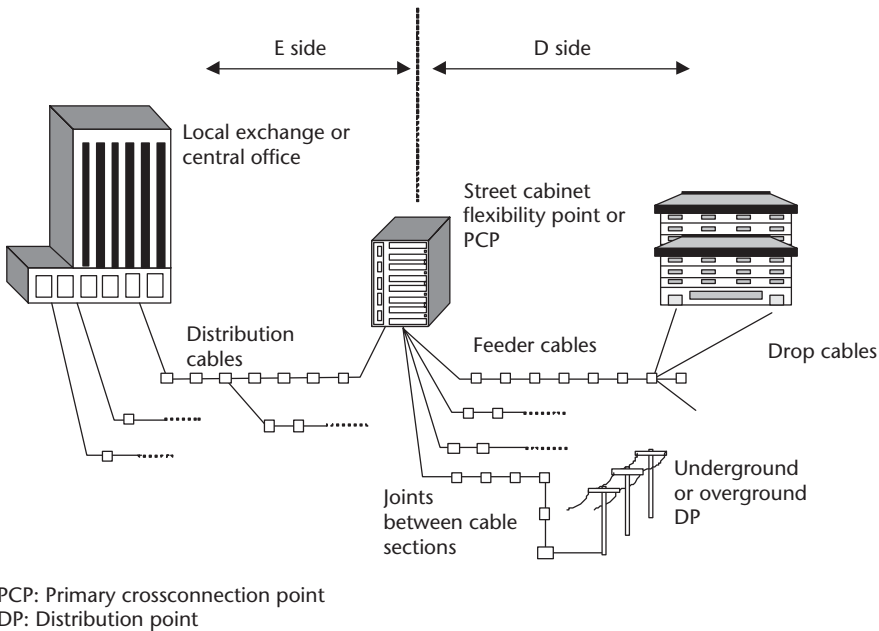 E side
D side
Local exchange or
central office
Street cabinet
flexibility point or
PCP
Distribution
cables
Feeder cables
Drop cables
Joints
between cable
sections
Underground
or overground
DP
PCP: Primary crossconnection point
DP: Distribution point